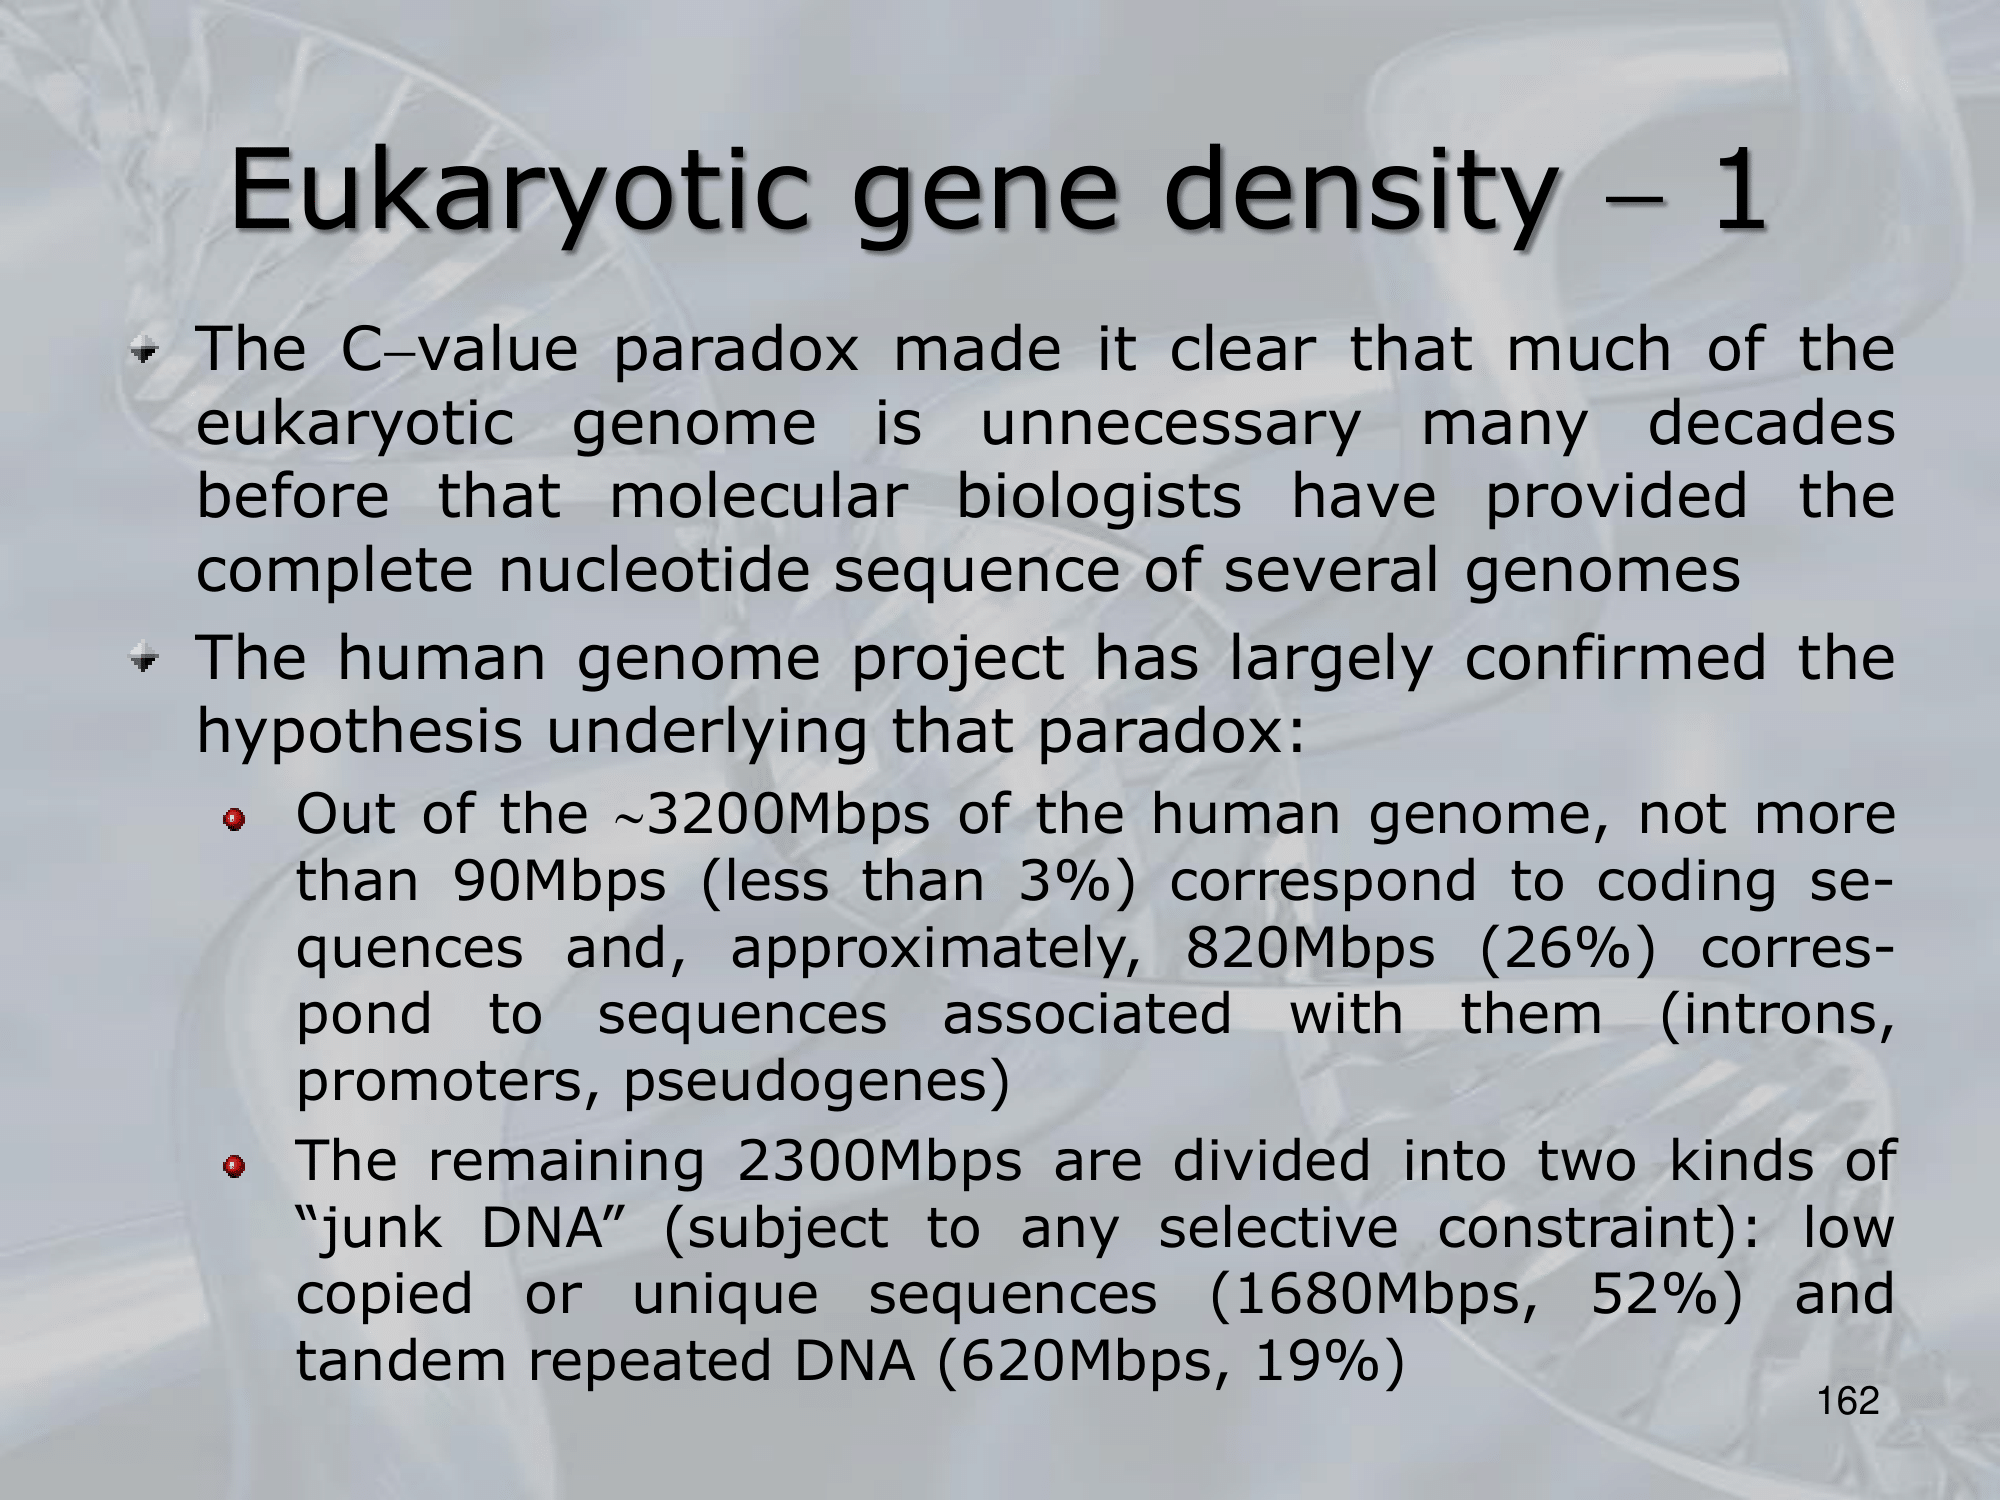 Eukaryotic gene density – 1
The C–value paradox made it clear that much of the
eukaryotic genome is unnecessary many decades
before that molecular biologists have provided the
complete nucleotide sequence of several genomes
The human genome project has largely confirmed the
hypothesis underlying that paradox:
Out of the ~3200Mbps of the human genome, not more
than 90Mbps (less than 3%) correspond to coding se-
quences and, approximately, 820Mbps (26%) corres-
pond to sequences associated with them (introns,
promoters, pseudogenes)
The remaining 2300Mbps are divided into two kinds of
“junk DNA” (subject to any selective constraint): low
copied or unique sequences (1680Mbps, 52%) and
tandem repeated DNA (620Mbps, 19%)
162